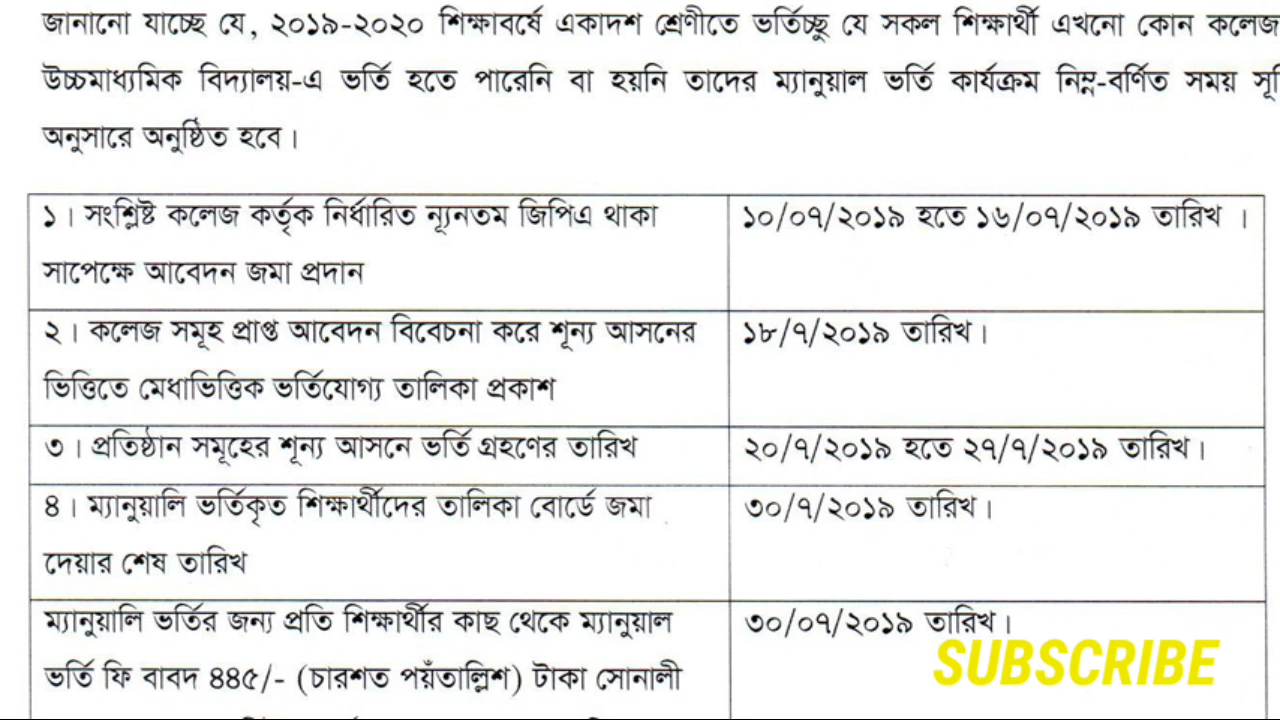 জানানো যাচ্ছে যে, ২০১৯-২০২০ শিক্ষাবর্ষে একাদশ শ্রেণীতে ভর্তিচ্ছু যে সকল শিক্ষার্থী এখনো কোন কলেজ
উচ্চমাধ্যমিক বিদ্যালয়-এ ভর্তি হতে পারেনি বা হয়নি তাদের ম্যানুয়াল ভর্তি কার্যক্রম নিম্ন-বর্ণিত সময়
অনুসারে অনুষ্ঠিত হবে।
১। সংশ্লিষ্ট কলেজ কর্তৃক নির্ধারিত ন্যূনতম জিপিএ থাকা
সাপেক্ষে আবেদন জমা প্রদান
১০/০৭/২০১৯ হতে ১৬/০৭/২০১৯ তারিখ ।
২। কলেজ সমূহ প্রাপ্ত আবেদন বিবেচনা করে শূন্য আসনের
ভিত্তিতে মেধাভিত্তিক ভর্তিযোগ্য তালিকা প্রকাশ
১৮/৭/২০১৯ তারিখ।
৩। প্রতিষ্ঠান সমূহের শূন্য আসনে ভর্তি গ্রহণের তারিখ
২০/৭/২০১৯ হতে ২৭/৭/২০১৯ তারিখ।
৪। ম্যানুয়ালি ভর্তিকৃত শিক্ষার্থীদের তালিকা বোর্ডে জমা
দেয়ার শেষ তারিখ
৩০/৭/২০১৯ তারিখ।
ম্যানুয়ালি ভর্তির জন্য প্রতি শিক্ষার্থীর কাছ থেকে ম্যানুয়াল
ভর্তি ফি বাবদ ৪৪৫/- (চারশত পয়ঁতাল্লিশ) টাকা সোনালী
৩০/০৭/২০১৯ তারিখ।
SUBSCRIBE